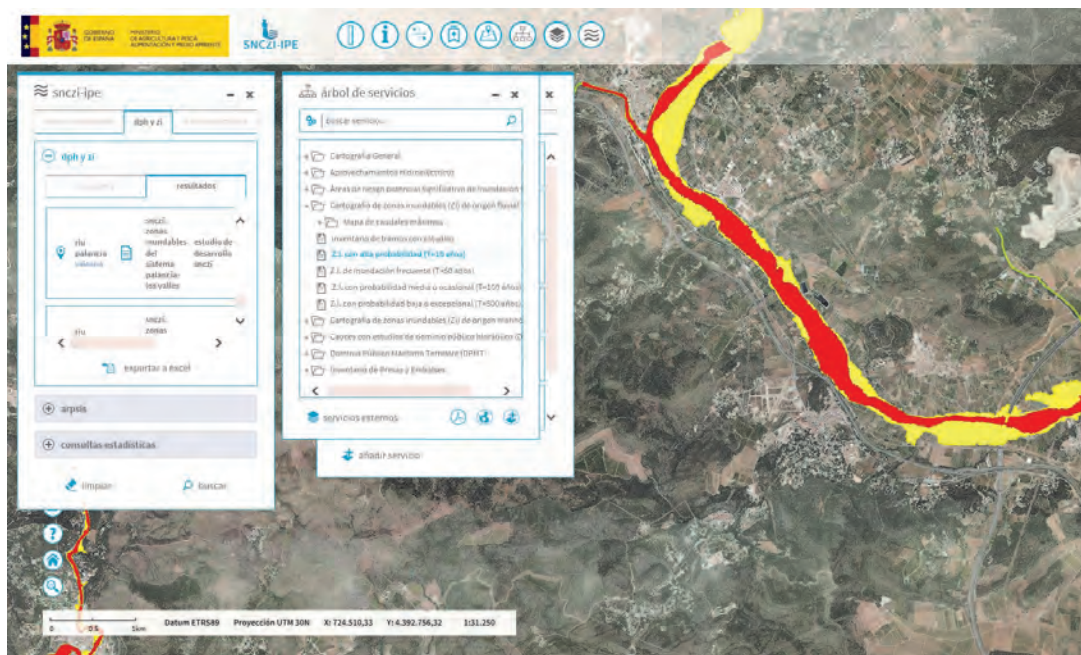 GOBIERNO
DE ESPAÑA
MINISTERIO
DE AGRICULTURA Y PESCA
ALIMENTACIÓN Y MEDIO AMBIENTE
SNCZI-IPE
snczi-ipe
dph y zi
dph y zi
resultados
riu
palancia
snczi.
zonas
inundables
del
sistema
palancia-
los valles
estudio de
desarrollo
snczi
riu
snczi.
zonas
exportar a excel
arpsis
consultas estadísticas
limpiar
buscar
árbol de servicios
buscar servicio...
Cartografía General
Aprovechamientos Hidroeléctrico
Áreas de riesgo potencial significativo de inundación
Cartografía de zonas inundables (ZI) de origen fluvial
Mapa de caudales máximos
Inventario de tramos con estudio
Z.I. con alta probabilidad (T=10 años)
Z.I. de inundación frecuente (T=50 años)
Z.I. con probabilidad media u ocasional (T=100 años)
Z.I. con probabilidad baja o excepcional (T=500 años)
Cartografía de zonas inundables (ZI) de origen marino
Cauces con estudios de Dominio Público Hidráulico
Dominio Público Marítimo Terrestre (DPMT
Inventario de Presas y Embalses
servicios externos
añadir servicio
0 0.5 1km
Datum ETRS89 Proyección UTM 30N X: 724.510,33 Y: 4.392.756,32 1:31.250